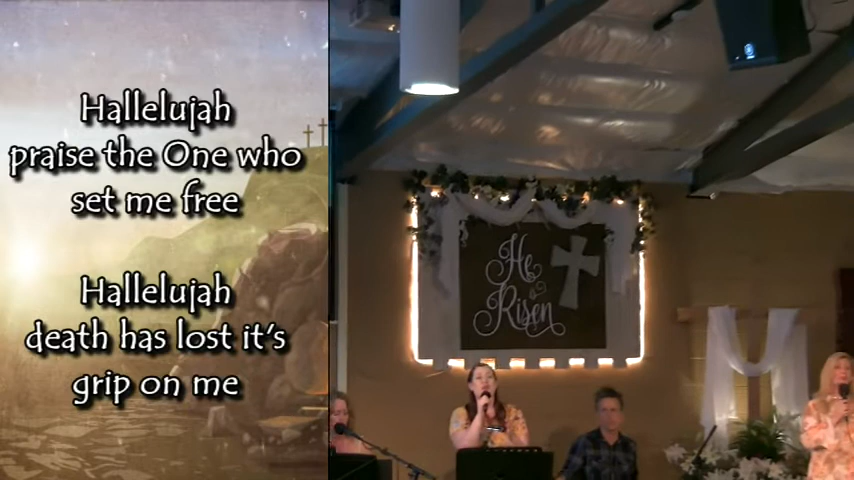 Hallelujah
praise the One who
set me free
Hallelujah
death has lost it's
grip on me
He
Risen